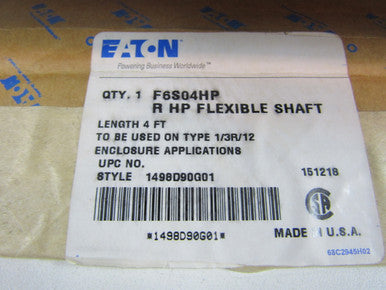 EATON
Powering Business Worldwide
QTY. 1 F6S04HP
R HP FLEXIBLE SHAFT
LENGTH 4 FT
TO BE USED ON TYPE 1/3R/12
ENCLOSURE APPLICATIONS
UPC NO.
STYLE 1498D90G01 151218
*1498D90G01*
MADE IN U.S.A.
68C2945H02